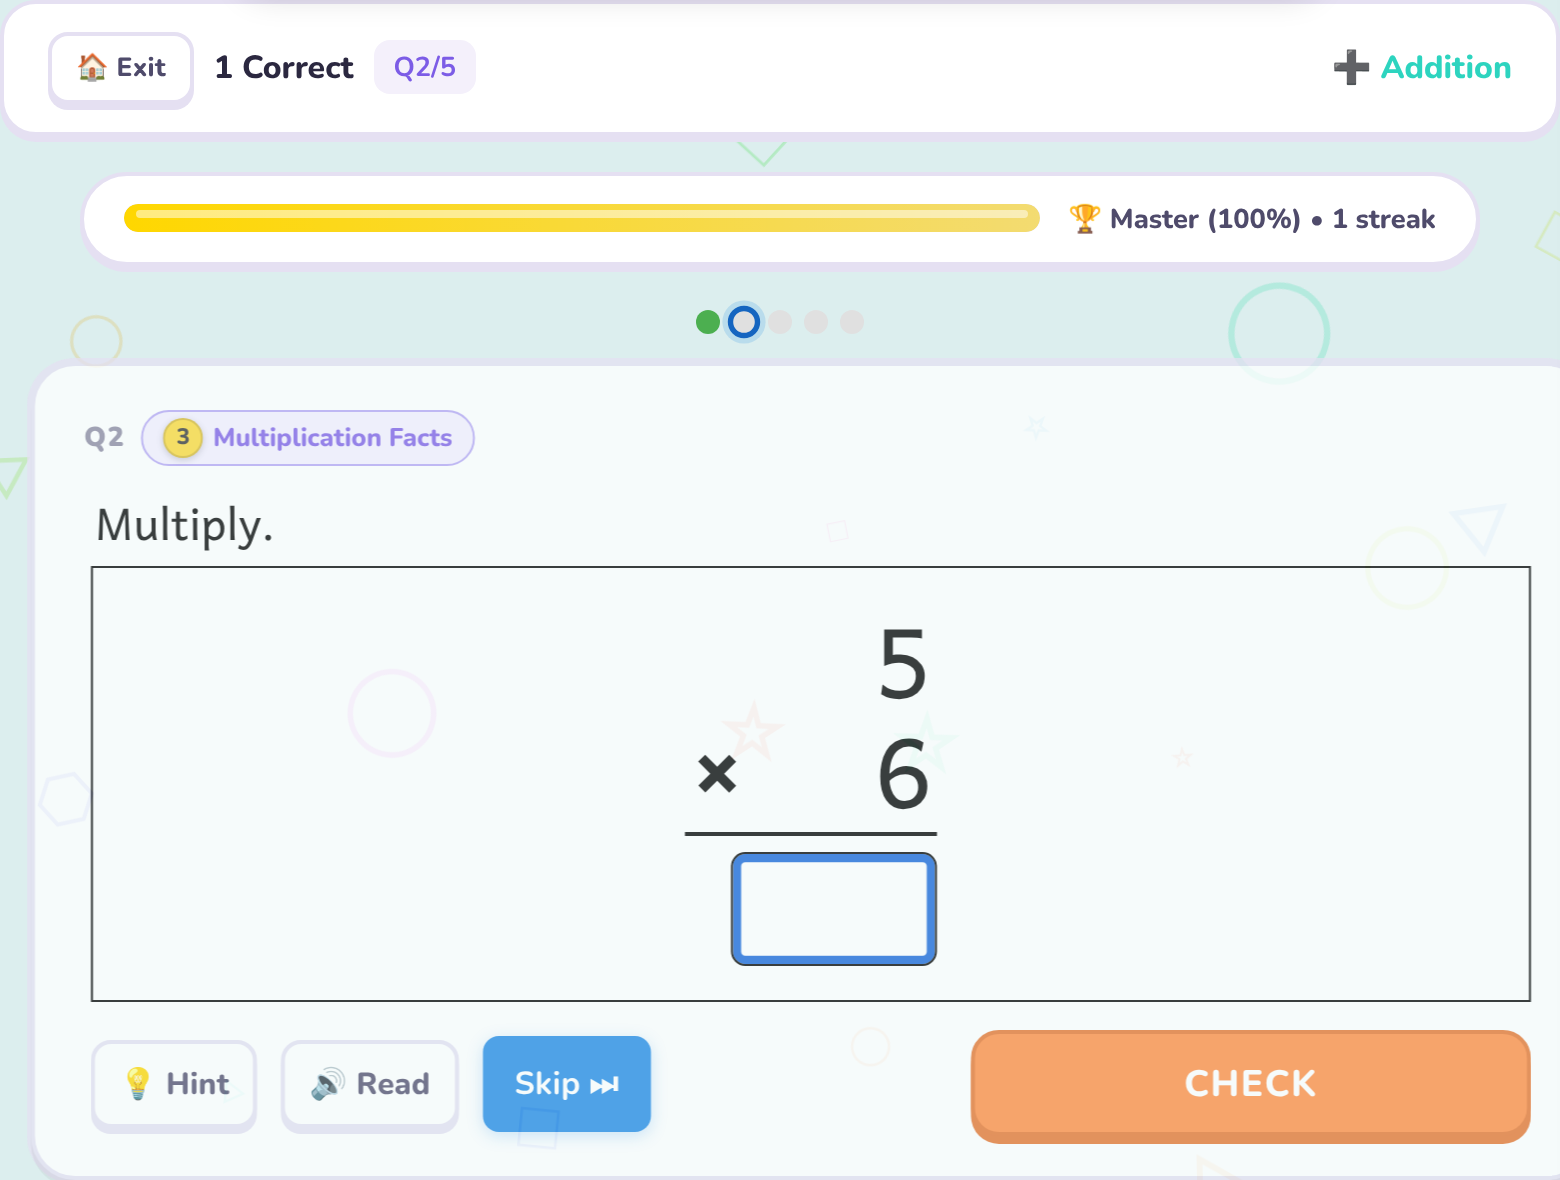 🏠 Exit 1 Correct Q2/5 ➕ Addition
🏆 Master (100%) • 1 streak
Q2 3 Multiplication Facts
Multiply.
5
× 6
💡 Hint 🔊 Read Skip ⏭ CHECK